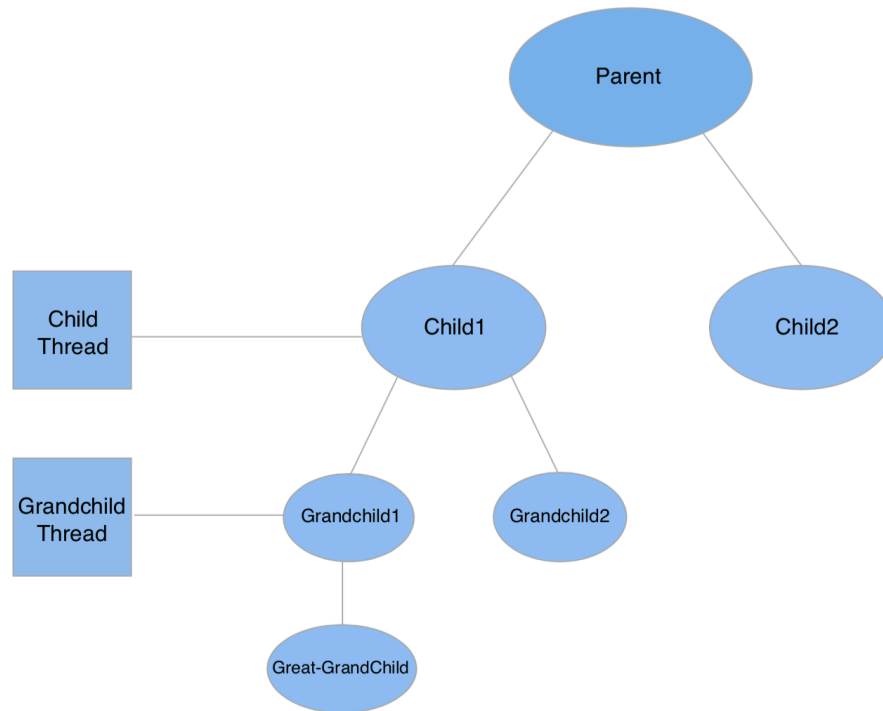 Parent
Child
Thread
Child1
Child2
Grandchild
Thread
Grandchild1
Grandchild2
Great-GrandChild